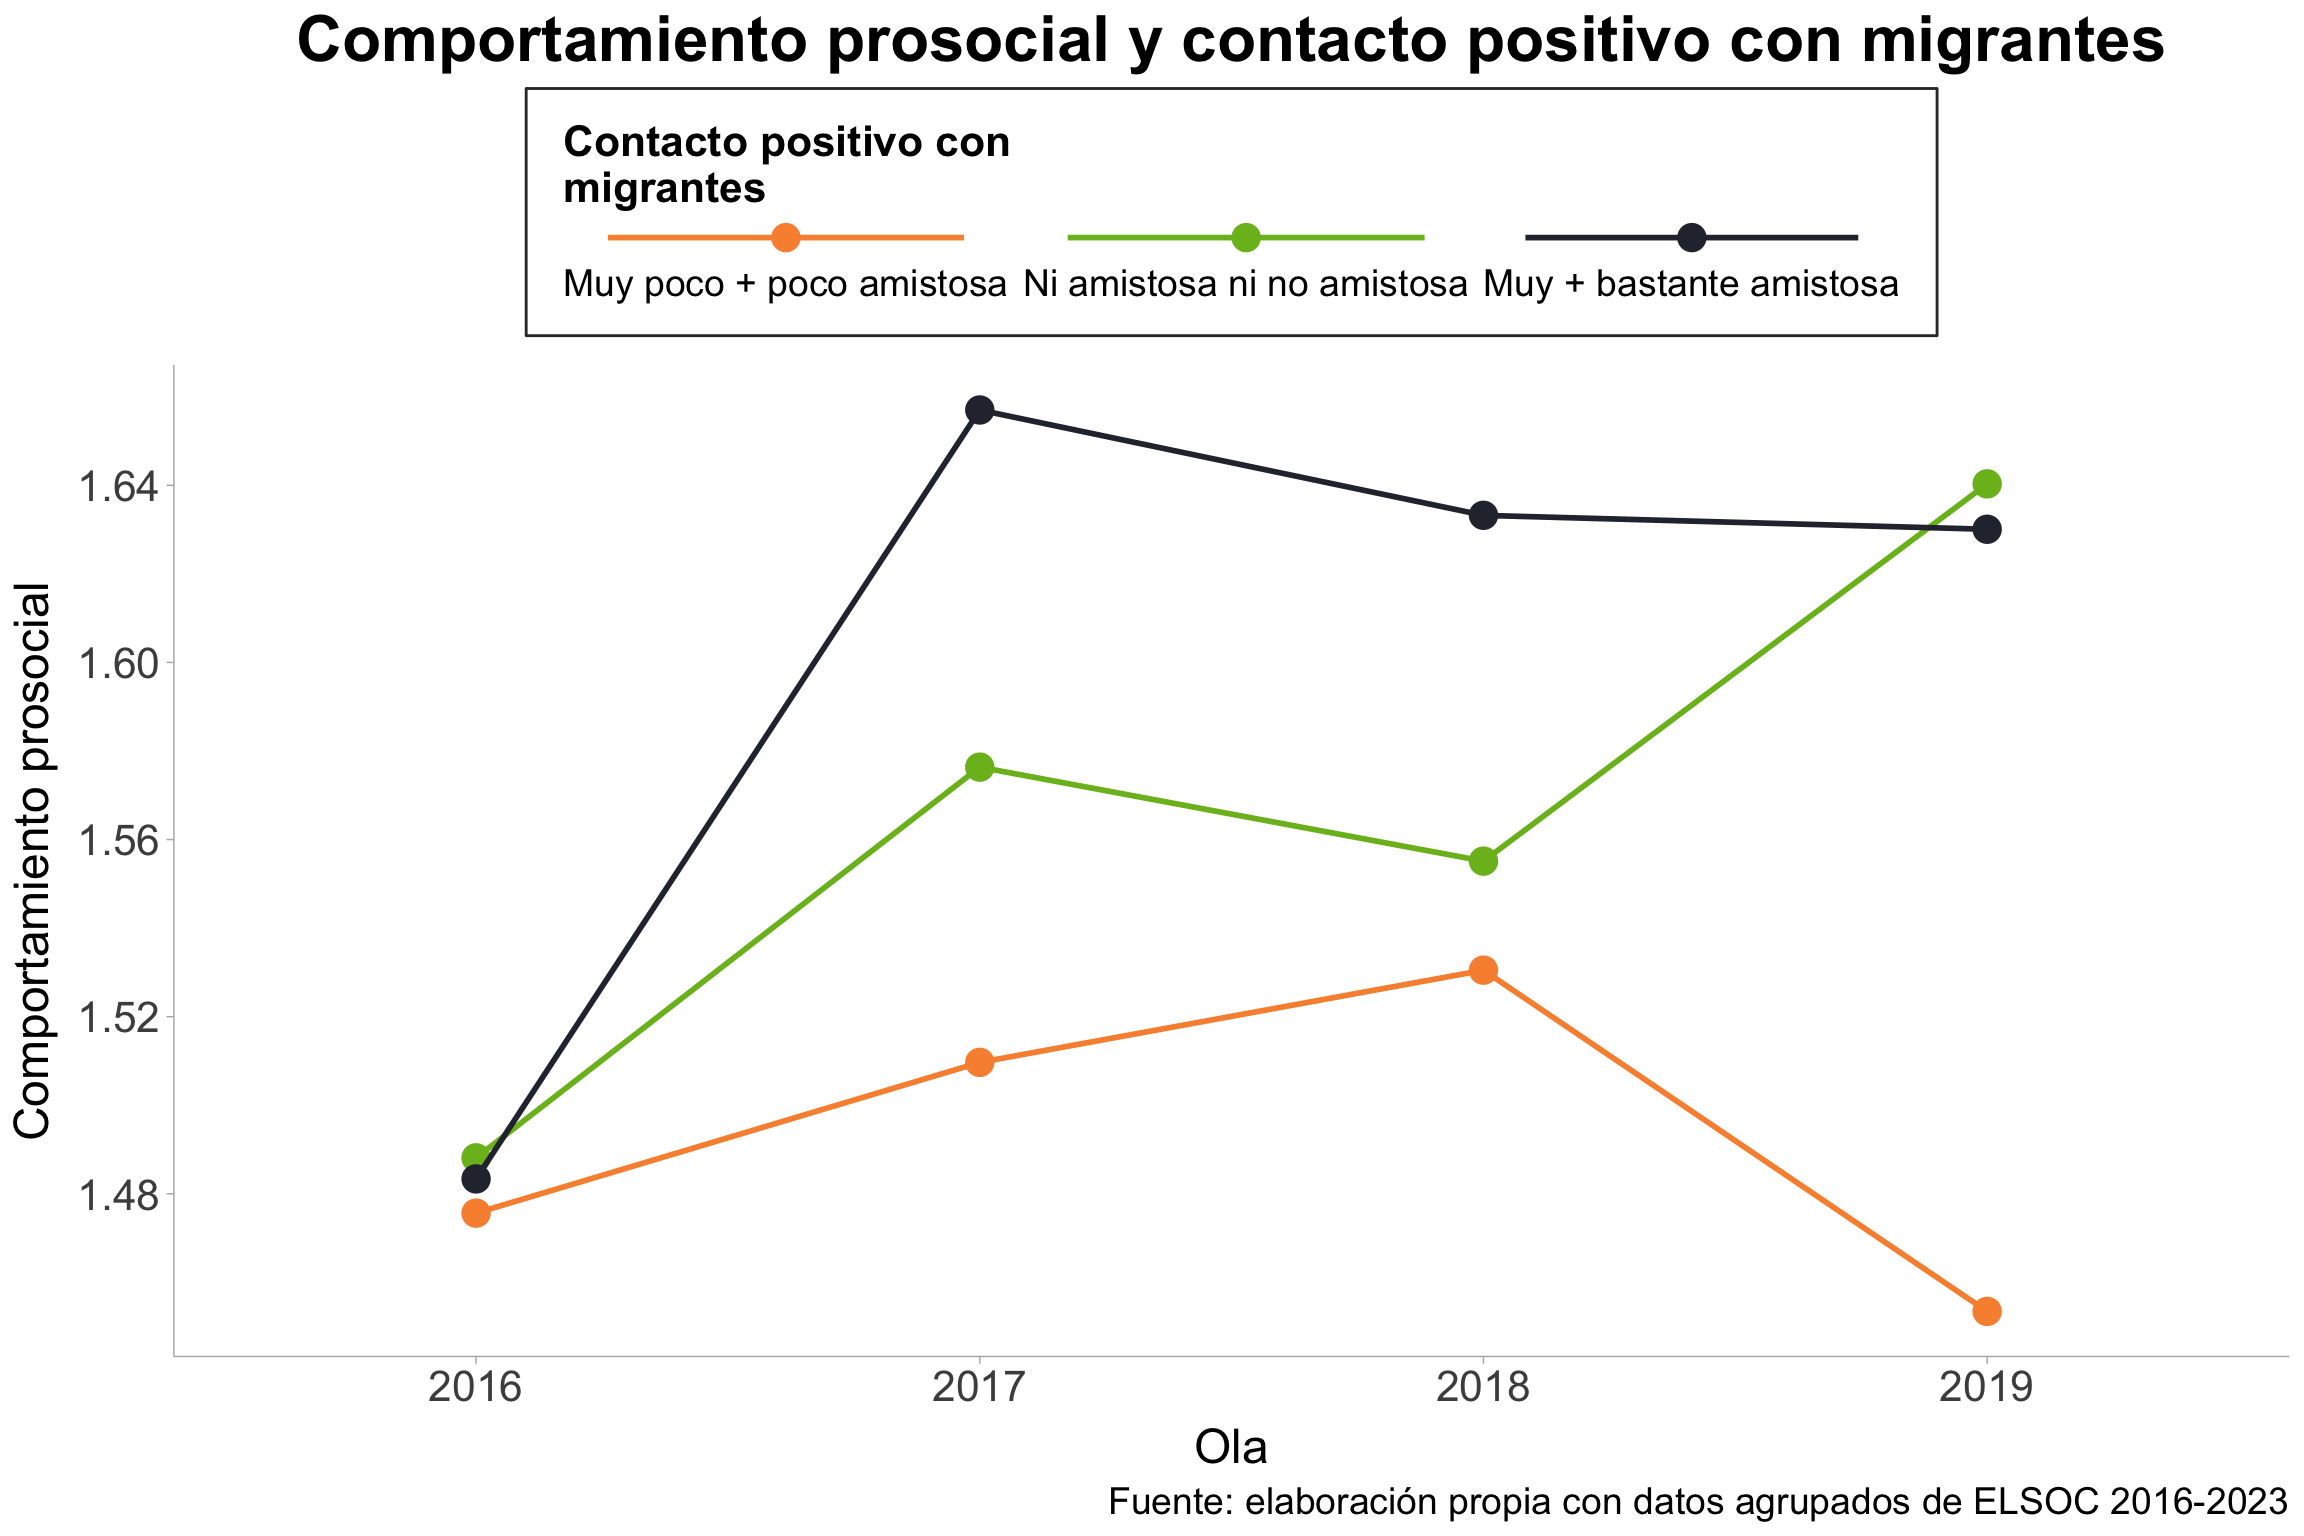 Comportamiento prosocial y contacto positivo con migrantes
Contacto positivo con
migrantes
Muy poco + poco amistosa Ni amistosa ni no amistosa Muy + bastante amistosa
Comportamiento prosocial
1.64
1.60
1.56
1.52
1.48
2016 2017 2018 2019
Ola
Fuente: elaboración propia con datos agrupados de ELSOC 2016-2023